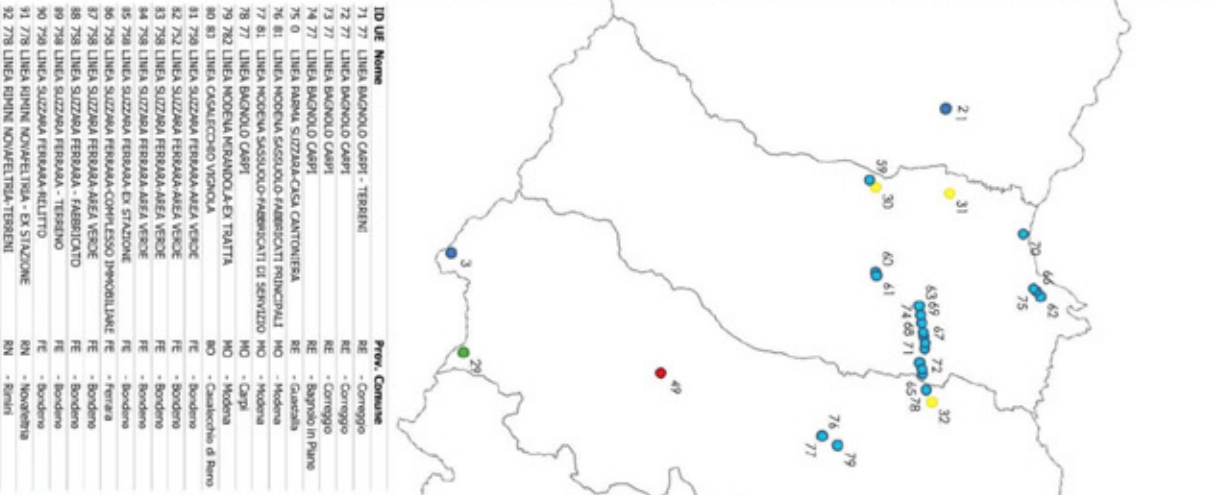 ID UE Nome Prov. Comune
71 77 LINEA BAGNOLO CARPI - TERRENI RE - Correggio
72 77 LINEA BAGNOLO CARPI RE - Correggio
73 77 LINEA BAGNOLO CARPI RE - Correggio
74 77 LINEA BAGNOLO CARPI RE - Bagnolo in Piano
75 0 LINEA PARMA SUZZARA-CASA CANTONIERA RE - Guastalla
76 81 LINEA MODENA SASSUOLO-FABBRICATI PRINCIPALI MO - Modena
77 81 LINEA MODENA SASSUOLO-FABBRICATI DI SERVIZIO MO - Modena
78 77 LINEA BAGNOLO CARPI MO - Carpi
79 782 LINEA MODENA MIRANDOLA-EX TRATTA MO - Modena
80 83 LINEA CASALECCHIO VIGNOLA BO - Casalecchio di Reno
81 758 LINEA SUZZARA FERRARA-AREA VERDE FE - Bondeno
82 752 LINEA SUZZARA FERRARA-AREA VERDE FE - Bondeno
83 758 LINEA SUZZARA FERRARA-AREA VERDE FE - Bondeno
84 758 LINEA SUZZARA FERRARA-AREA VERDE FE - Bondeno
85 758 LINEA SUZZARA FERRARA-EX STAZIONE FE - Bondeno
86 758 LINEA SUZZARA FERRARA-COMPLESSO IMMOBILIARE FE - Ferrara
87 758 LINEA SUZZARA FERRARA-AREA VERDE FE - Bondeno
88 758 LINEA SUZZARA FERRARA - FABBRICATO FE - Bondeno
89 758 LINEA SUZZARA FERRARA - TERRENO FE - Bondeno
90 758 LINEA SUZZARA FERRARA-RELITTO FE - Bondeno
91 778 LINEA RIMINI NOVAFELTRIA - EX STAZIONE RN - Novafeltria
92 778 LINEA RIMINI NOVAFELTRIA-TERRENI RN - Rimini
21
59
30
31
70
66
62
75
60
61
6369
67
74 68 71
72
6578
32
3
29
49
76
77
79